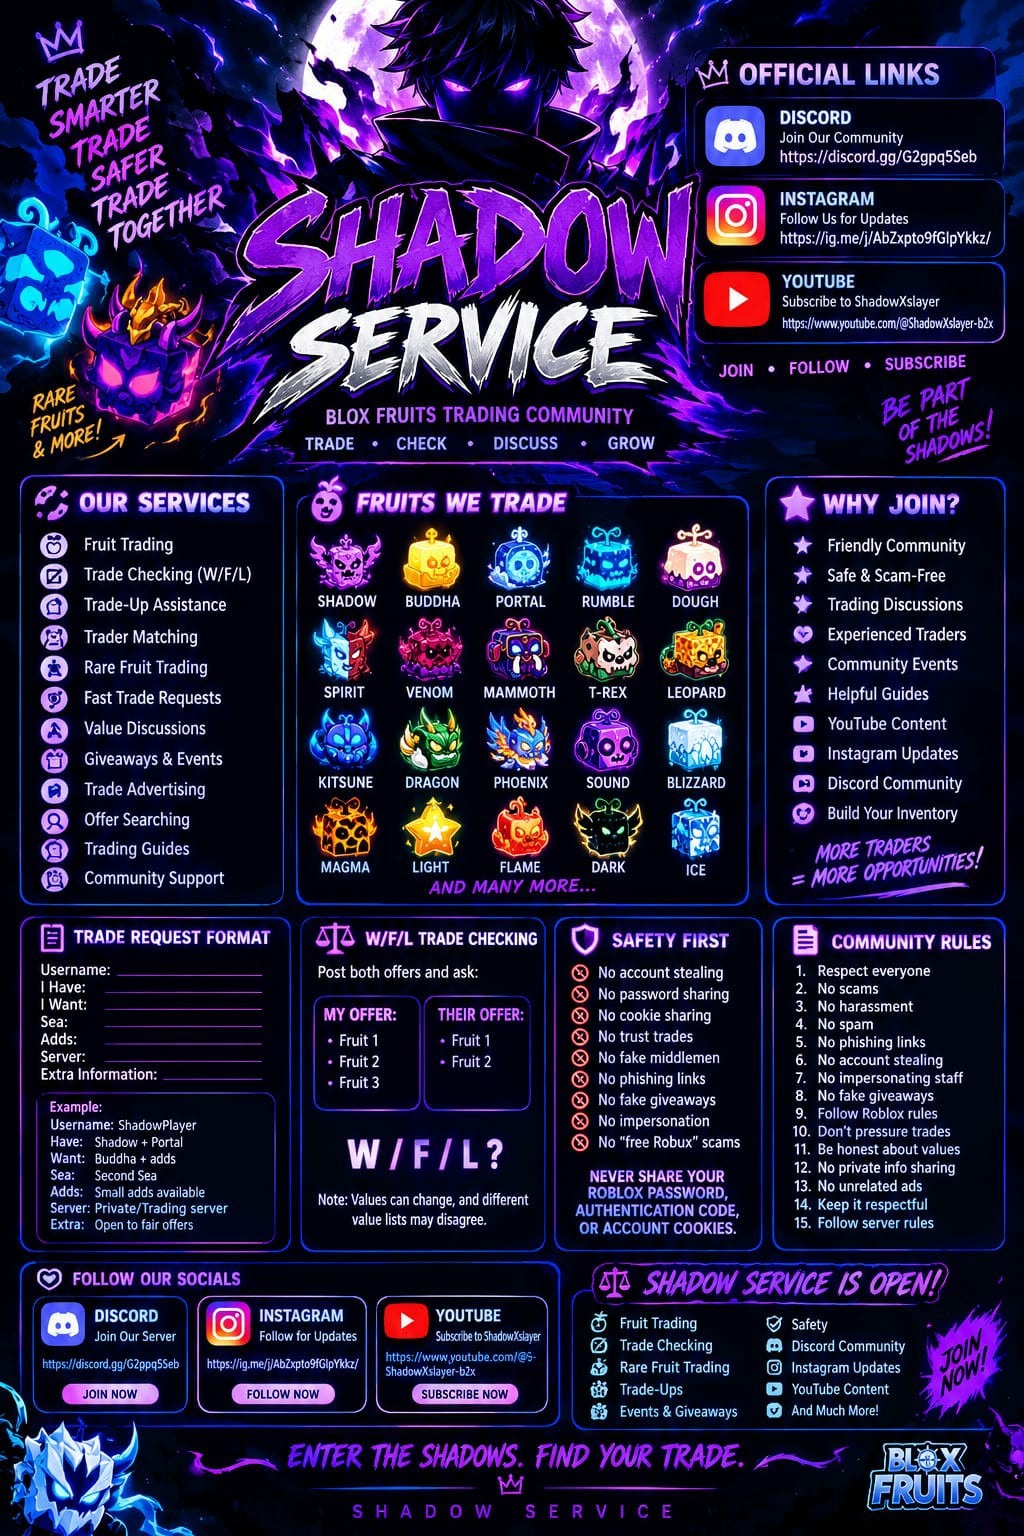 TRADE
SMARTER
TRADE
SAFER
TRADE
TOGETHER
RARE
FRUITS
& MORE!
SHADOW
SERVICE
BLOX FRUITS TRADING COMMUNITY
TRADE • CHECK • DISCUSS • GROW
OFFICIAL LINKS
DISCORD
Join Our Community
https://discord.gg/G2gpq5Seb
INSTAGRAM
Follow Us for Updates
https://ig.me/j/AbZxpto9fGlpYkkz/
YOUTUBE
Subscribe to ShadowXslayer
https://www.youtube.com/@ShadowXslayer-b2x
JOIN • FOLLOW • SUBSCRIBE
BE PART
OF THE
SHADOWS!
OUR SERVICES
Fruit Trading
Trade Checking (W/F/L)
Trade-Up Assistance
Trader Matching
Rare Fruit Trading
Fast Trade Requests
Value Discussions
Giveaways & Events
Trade Advertising
Offer Searching
Trading Guides
Community Support
FRUITS WE TRADE
SHADOW BUDDHA PORTAL RUMBLE DOUGH
SPIRIT VENOM MAMMOTH T-REX LEOPARD
KITSUNE DRAGON PHOENIX SOUND BLIZZARD
MAGMA LIGHT FLAME DARK ICE
AND MANY MORE...
WHY JOIN?
Friendly Community
Safe & Scam-Free
Trading Discussions
Experienced Traders
Community Events
Helpful Guides
YouTube Content
Instagram Updates
Discord Community
Build Your Inventory
MORE TRADERS
= MORE OPPORTUNITIES!
TRADE REQUEST FORMAT
Username:
I Have:
I Want:
Sea:
Adds:
Server:
Extra Information:
Example:
Username: ShadowPlayer
Have: Shadow + Portal
Want: Buddha + adds
Sea: Second Sea
Adds: Small adds available
Server: Private/Trading server
Extra: Open to fair offers
W/F/L TRADE CHECKING
Post both offers and ask:
MY OFFER:
• Fruit 1
• Fruit 2
• Fruit 3
THEIR OFFER:
• Fruit 1
• Fruit 2
W / F / L ?
Note: Values can change, and different
value lists may disagree.
SAFETY FIRST
No account stealing
No password sharing
No cookie sharing
No trust trades
No fake middlemen
No phishing links
No fake giveaways
No impersonation
No "free Robux" scams
NEVER SHARE YOUR
ROBLOX PASSWORD,
AUTHENTICATION CODE,
OR ACCOUNT COOKIES.
COMMUNITY RULES
1. Respect everyone
2. No scams
3. No harassment
4. No spam
5. No phishing links
6. No account stealing
7. No impersonating staff
8. No fake giveaways
9. Follow Roblox rules
10. Don't pressure trades
11. Be honest about values
12. No private info sharing
13. No unrelated ads
14. Keep it respectful
15. Follow server rules
FOLLOW OUR SOCIALS
DISCORD
Join Our Server
https://discord.gg/G2ppq5Seb
JOIN NOW
INSTAGRAM
Follow for Updates
https://ig.me/j/AbZxpto9fGlpYkkz/
FOLLOW NOW
YOUTUBE
Subscribe to ShadowXslayer
https://www.youtube.com/@S-
ShadowXslayer-b2x
SUBSCRIBE NOW
SHADOW SERVICE IS OPEN!
Fruit Trading
Trade Checking
Rare Fruit Trading
Trade-Ups
Events & Giveaways
Safety
Discord Community
Instagram Updates
YouTube Content
And Much More!
JOIN
NOW!
ENTER THE SHADOWS. FIND YOUR TRADE.
SHADOW SERVICE
BLOX
FRUITS